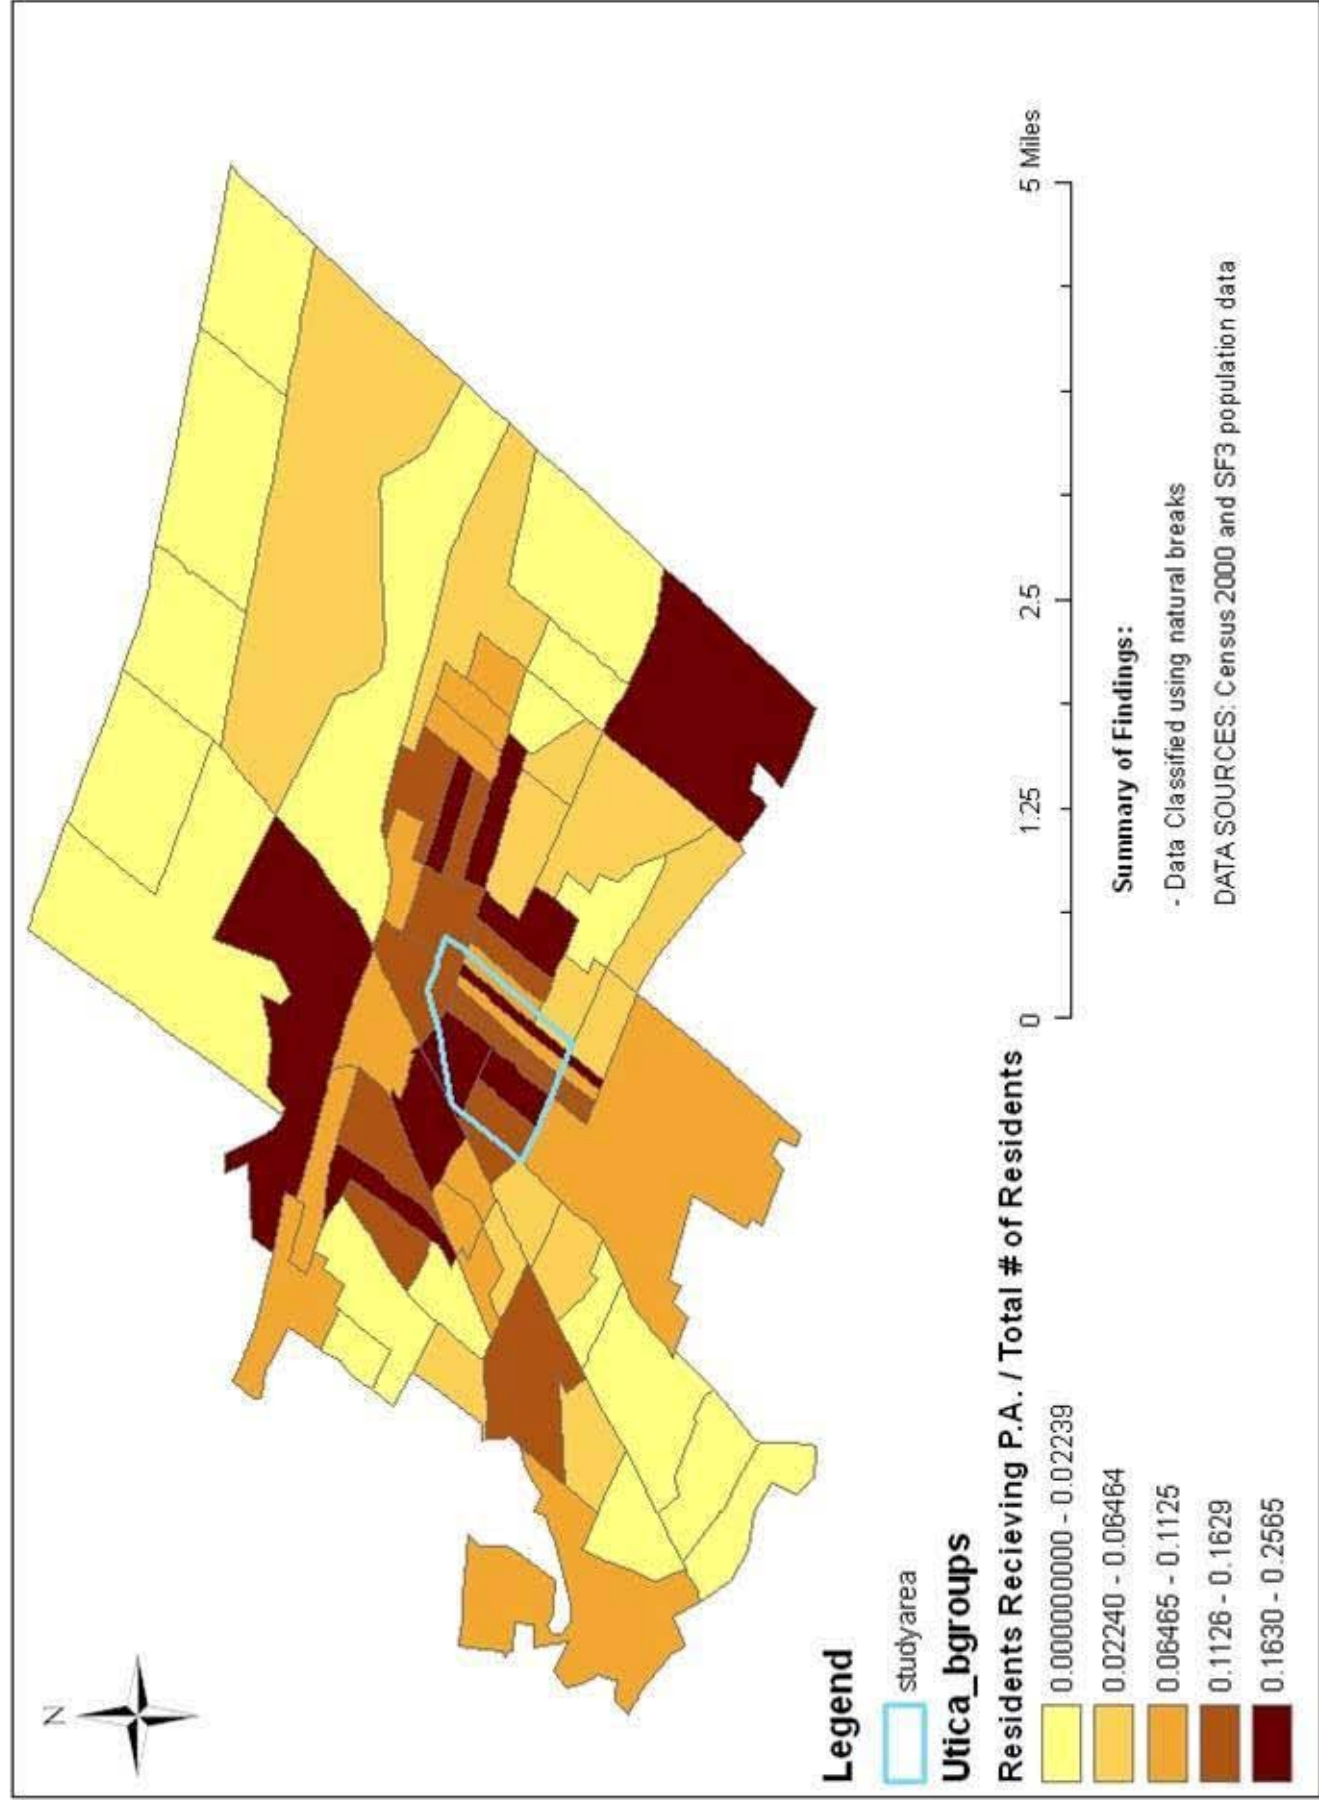 N
Legend
studyarea
Utica_bgroups
Residents Recieving P.A. / Total # of Residents
0.000000000 - 0.02239
0.02240 - 0.06464
0.06465 - 0.1125
0.1126 - 0.1629
0.1630 - 0.2565
0 1.25 2.5 5 Miles
Summary of Findings:
- Data Classified using natural breaks
DATA SOURCES: Census 2000 and SF3 population data